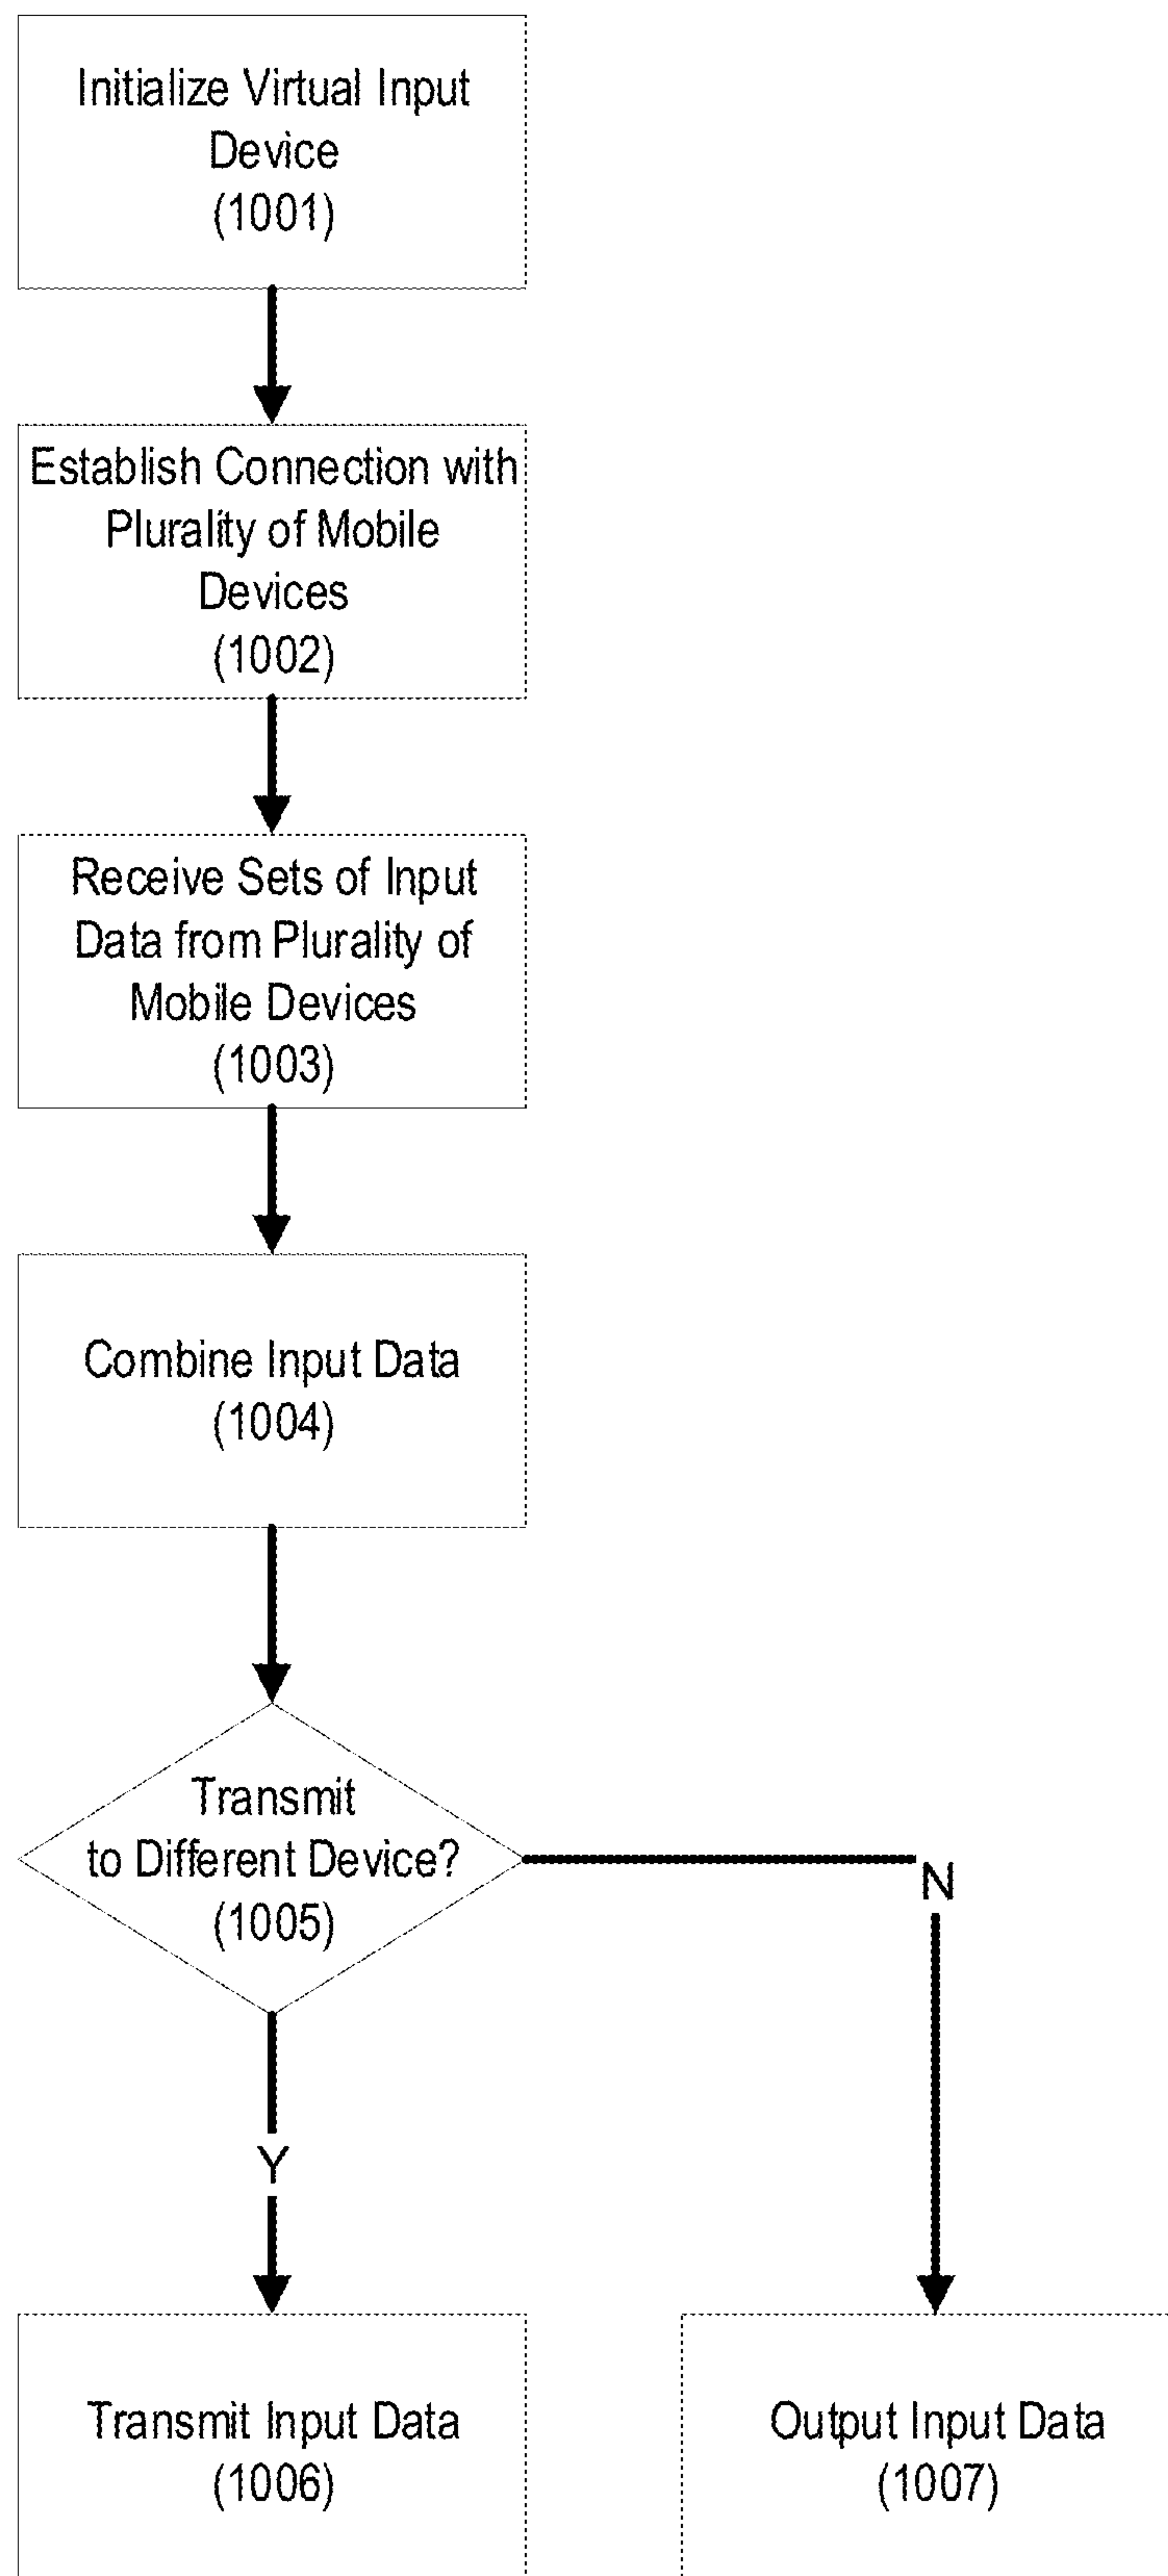 Initialize Virtual Input
Device
(1001)
Establish Connection with
Plurality of Mobile
Devices
(1002)
Receive Sets of Input
Data from Plurality of
Mobile Devices
(1003)
Combine Input Data
(1004)
Transmit
to Different Device?
(1005)
N
Y
Transmit Input Data
(1006)
Output Input Data
(1007)